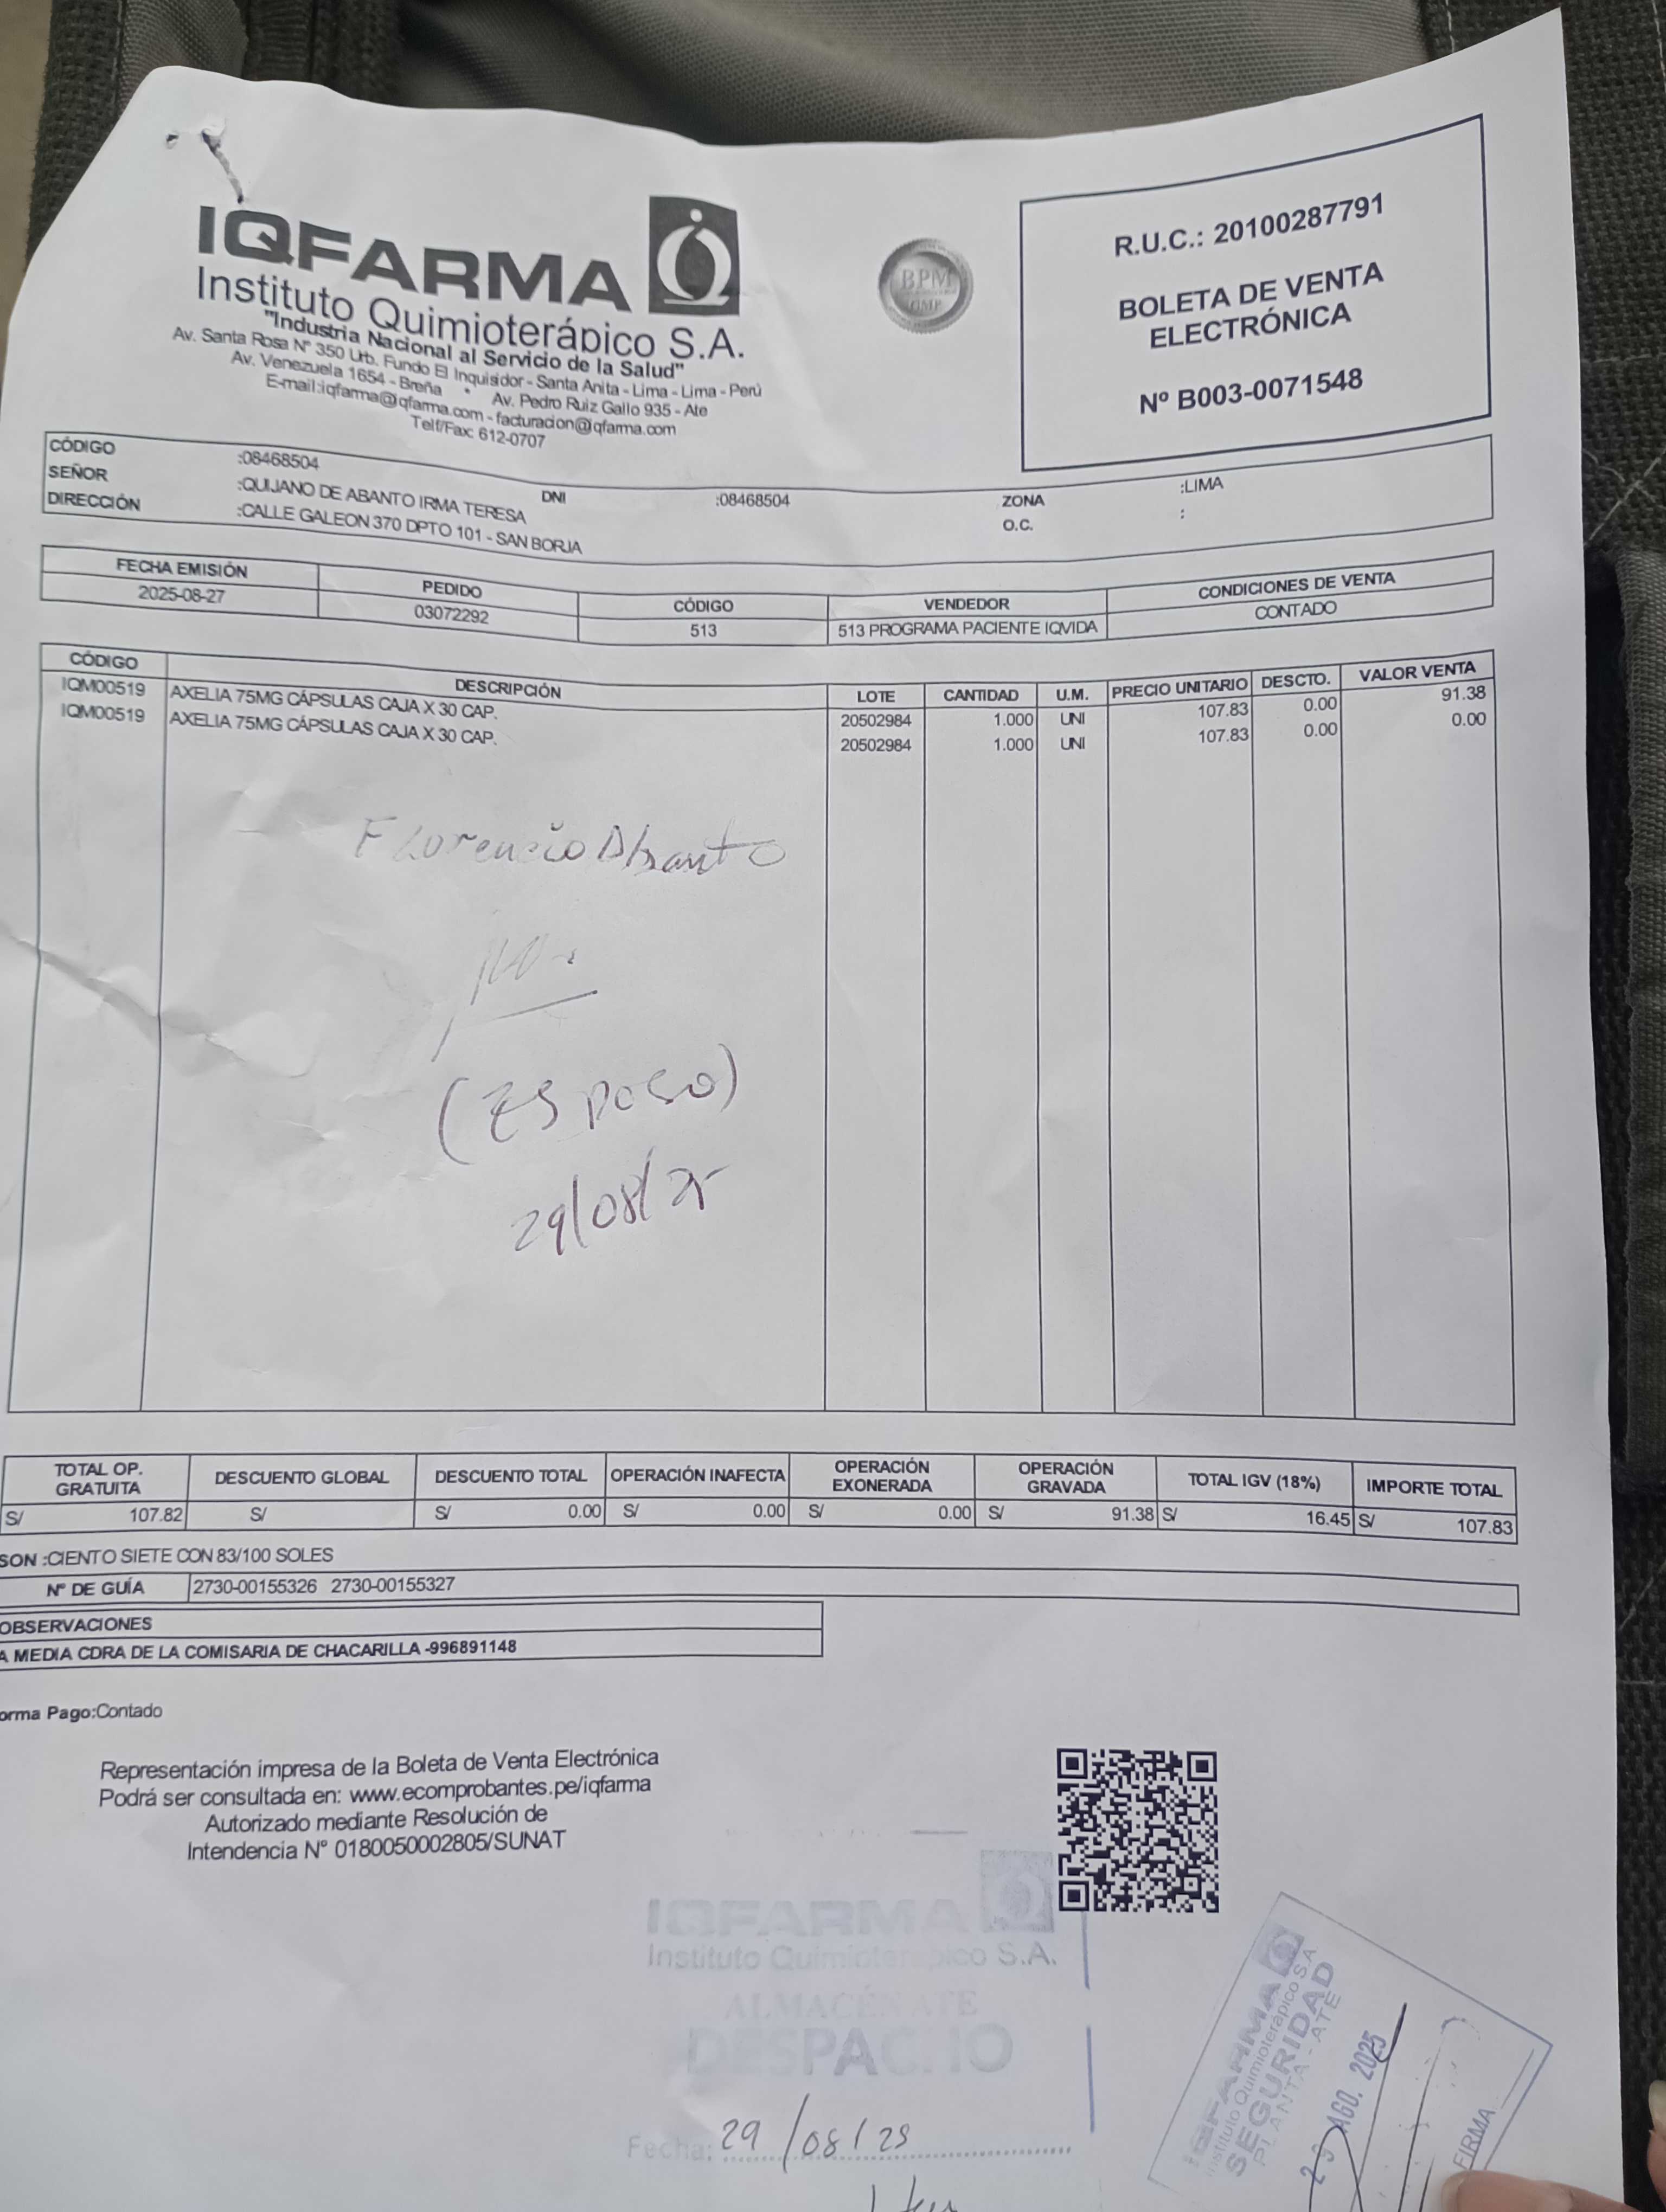 IQFARMA
Instituto Quimioterápico S.A.
"Industria Nacional al Servicio de la Salud"
Av. Santa Rosa N° 350 Urb. Fundo El Inquisidor - Santa Anita - Lima - Lima - Perú
Av. Venezuela 1654 - Breña * Av. Pedro Ruiz Gallo 935 - Ate
E-mail:iqfarma@iqfarma.com - facturacion@iqfarma.com
Telf/Fax: 612-0707
BPM
GMP
R.U.C.: 20100287791
BOLETA DE VENTA
ELECTRÓNICA
Nº B003-0071548
CÓDIGO :08468504
SEÑOR :QUIJANO DE ABANTO IRMA TERESA DNI :08468504 ZONA :LIMA
DIRECCIÓN :CALLE GALEON 370 DPTO 101 - SAN BORJA O.C. :
FECHA EMISIÓN PEDIDO CÓDIGO VENDEDOR CONDICIONES DE VENTA
2025-08-27 03072292 513 513 PROGRAMA PACIENTE IQVIDA CONTADO
CÓDIGO DESCRIPCIÓN LOTE CANTIDAD U.M. PRECIO UNITARIO DESCTO. VALOR VENTA
IQM00519 AXELIA 75MG CÁPSULAS CAJA X 30 CAP. 20502984 1.000 UNI 107.83 0.00 91.38
IQM00519 AXELIA 75MG CÁPSULAS CAJA X 30 CAP. 20502984 1.000 UNI 107.83 0.00 0.00
Florencio Abanto
(Esposo)
29/08/25
TOTAL OP. GRATUITA DESCUENTO GLOBAL DESCUENTO TOTAL OPERACIÓN INAFECTA OPERACIÓN EXONERADA OPERACIÓN GRAVADA TOTAL IGV (18%) IMPORTE TOTAL
S/ 107.82 S/ S/ 0.00 S/ 0.00 S/ 0.00 S/ 91.38 S/ 16.45 S/ 107.83
SON :CIENTO SIETE CON 83/100 SOLES
Nº DE GUÍA 2730-00155326 2730-00155327
OBSERVACIONES
A MEDIA CDRA DE LA COMISARIA DE CHACARILLA -996891148
orma Pago:Contado
Representación impresa de la Boleta de Venta Electrónica
Podrá ser consultada en: www.ecomprobantes.pe/iqfarma
Autorizado mediante Resolución de
Intendencia N° 0180050002805/SUNAT
IQFARMA
Instituto Quimioterápico S.A.
ALMACÉN ATE
DESPACHO
Fecha: 29/08/25
IQFARMA
Instituto Quimioterápico S.A
SEGURIDAD
PLANTA - ATE
AGO. 2025
FIRMA